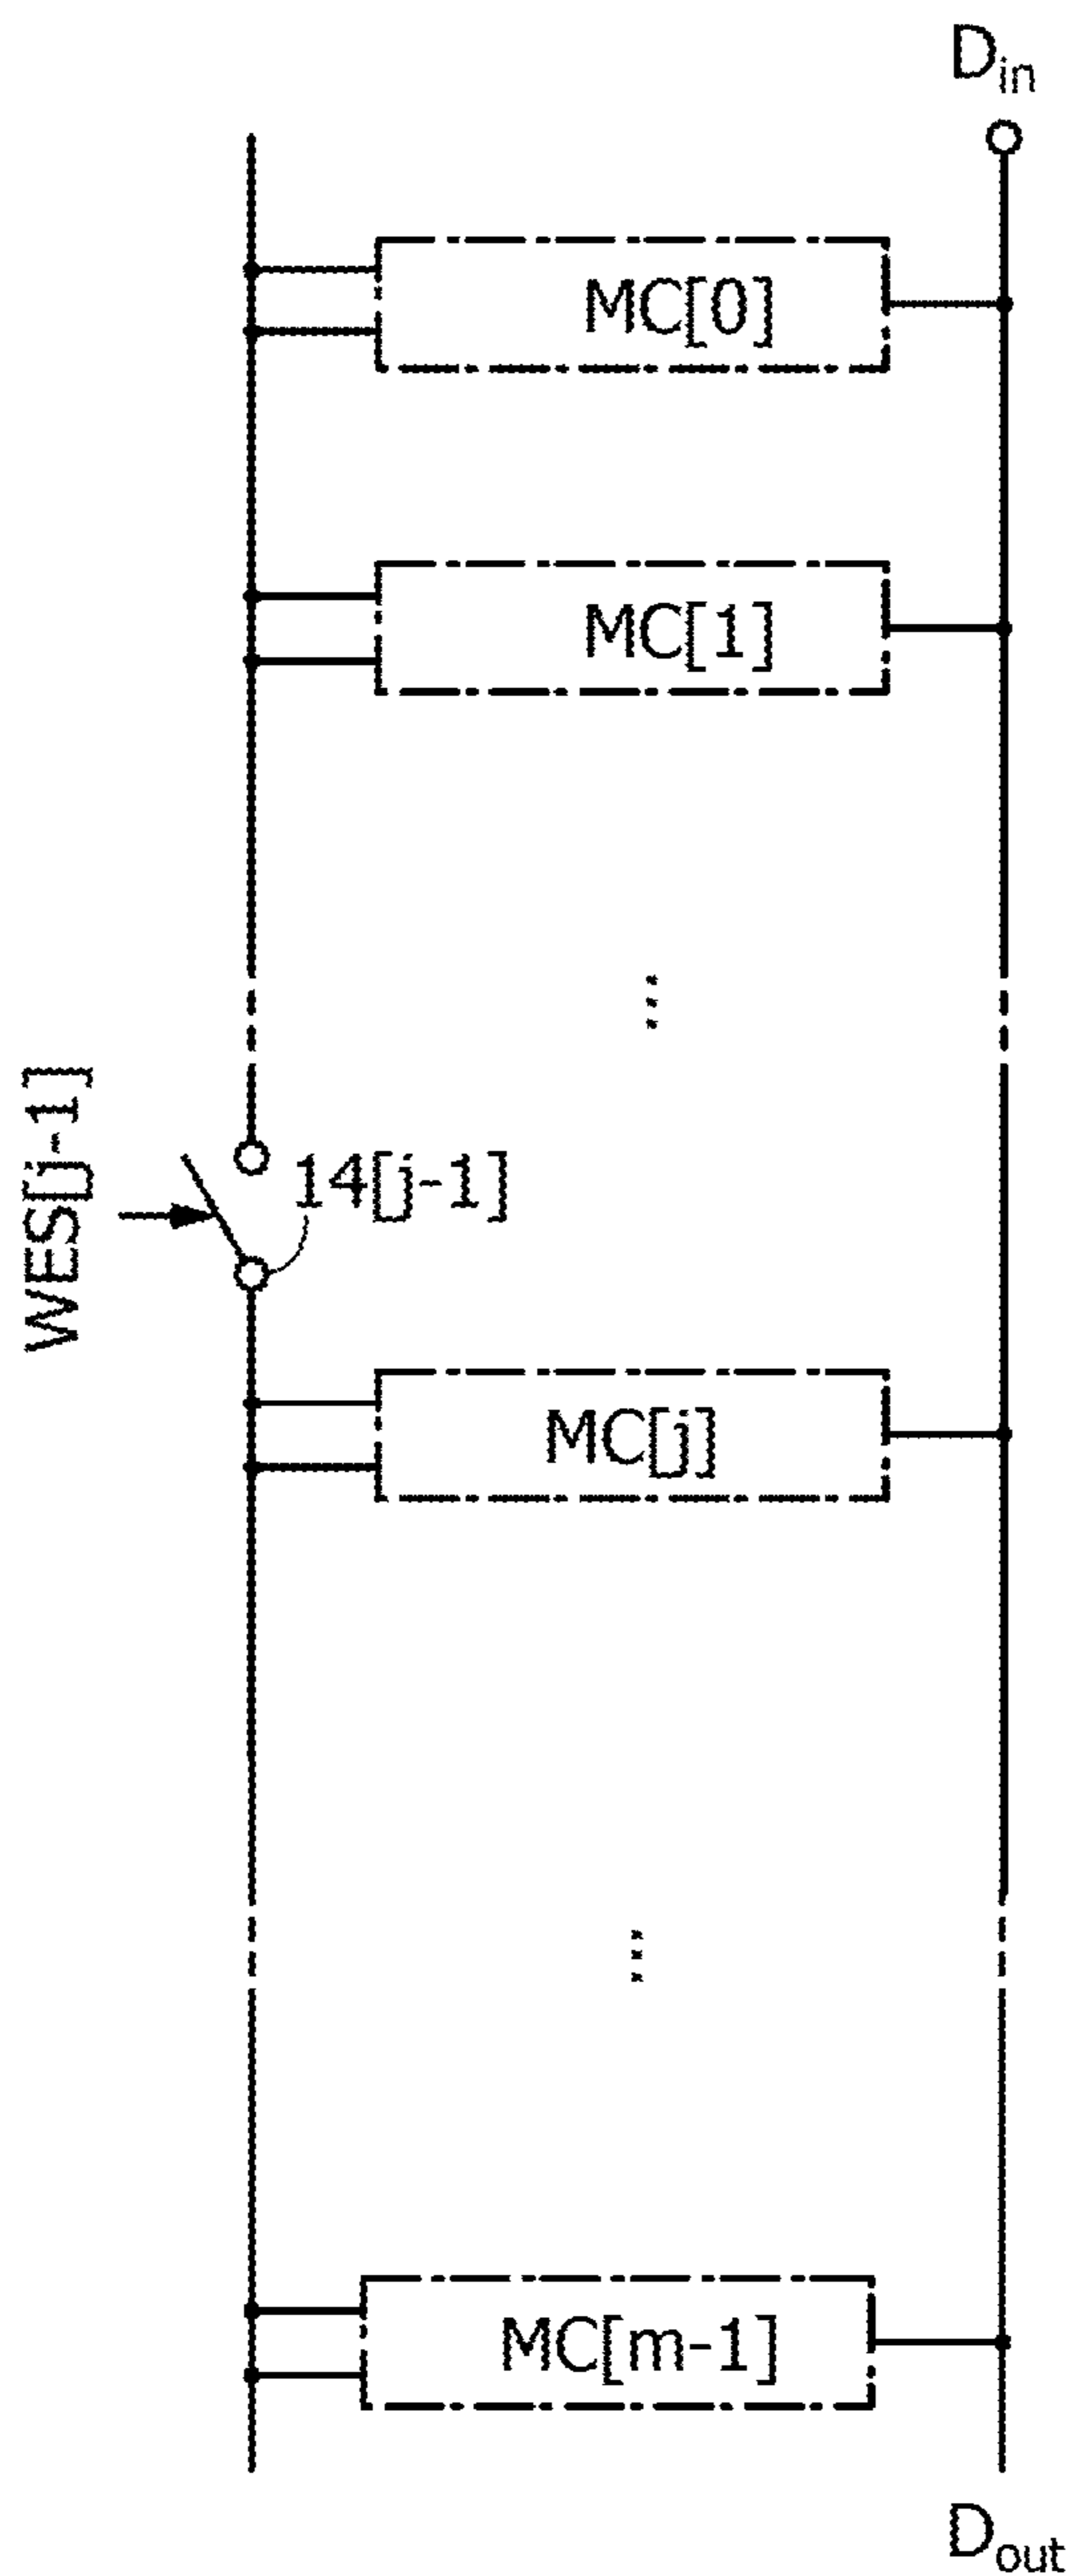 Din
MC[0]
MC[1]
...
WES[j-1]
14[j-1]
MC[j]
...
MC[m-1]
Dout